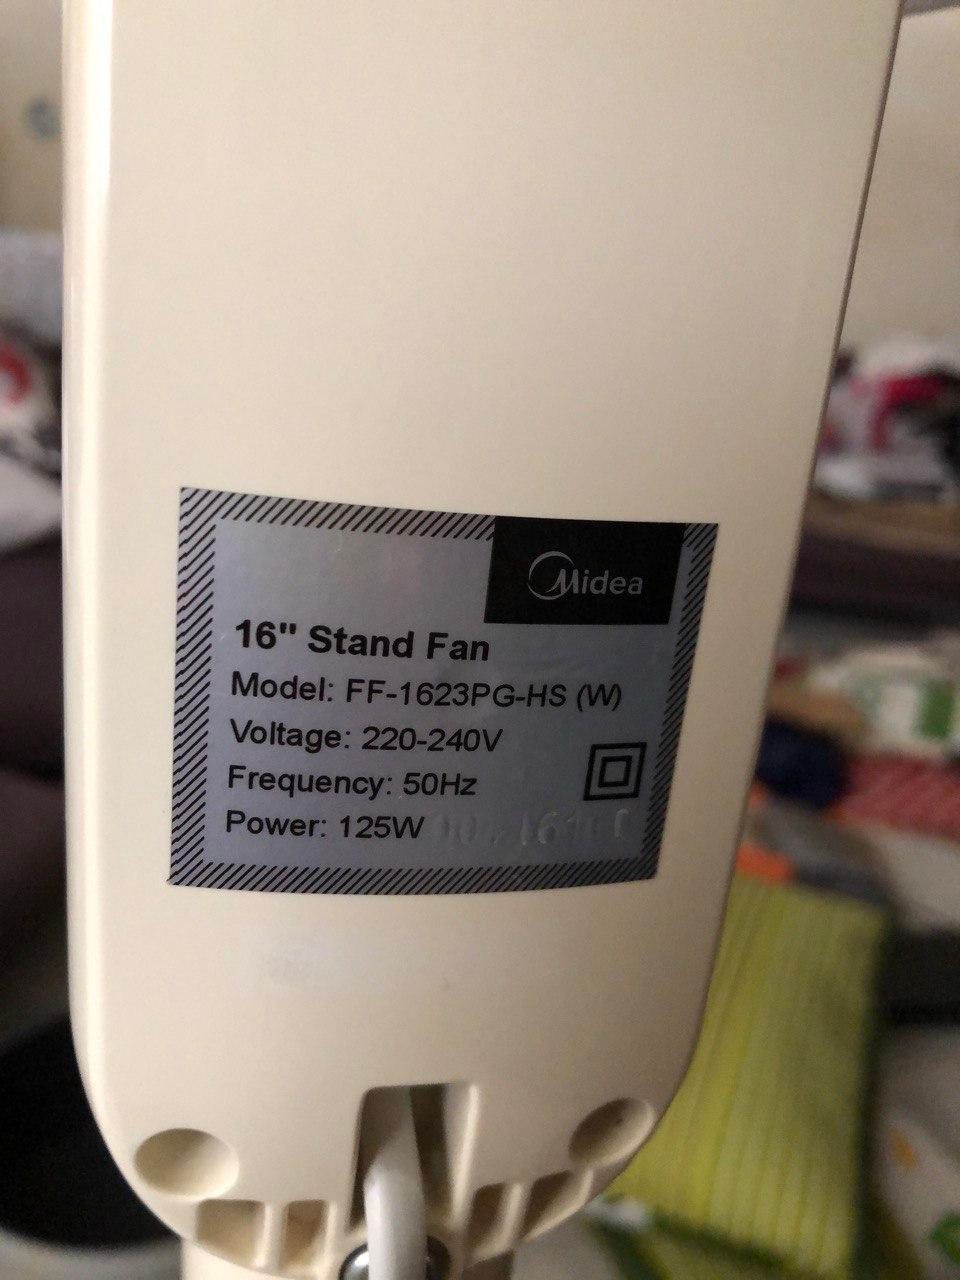 Midea
16" Stand Fan
Model: FF-1623PG-HS (W)
Voltage: 220-240V
Frequency: 50Hz
Power: 125W